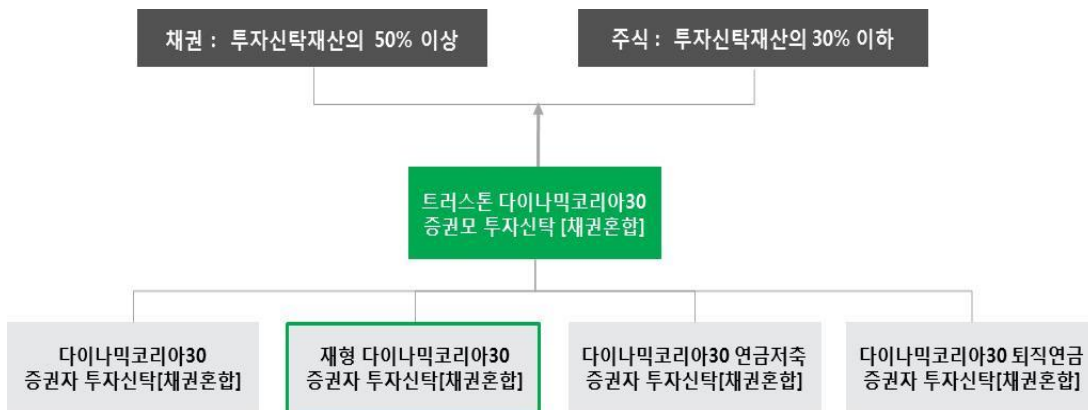 채권 : 투자신탁재산의 50% 이상
주식 : 투자신탁재산의 30% 이하
트러스톤 다이나믹코리아30
증권모 투자신탁 [채권혼합]
다이나믹코리아30
증권자 투자신탁[채권혼합]
재형 다이나믹코리아30
증권자 투자신탁[채권혼합]
다이나믹코리아30 연금저축
증권자 투자신탁[채권혼합]
다이나믹코리아30 퇴직연금
증권자 투자신탁[채권혼합]